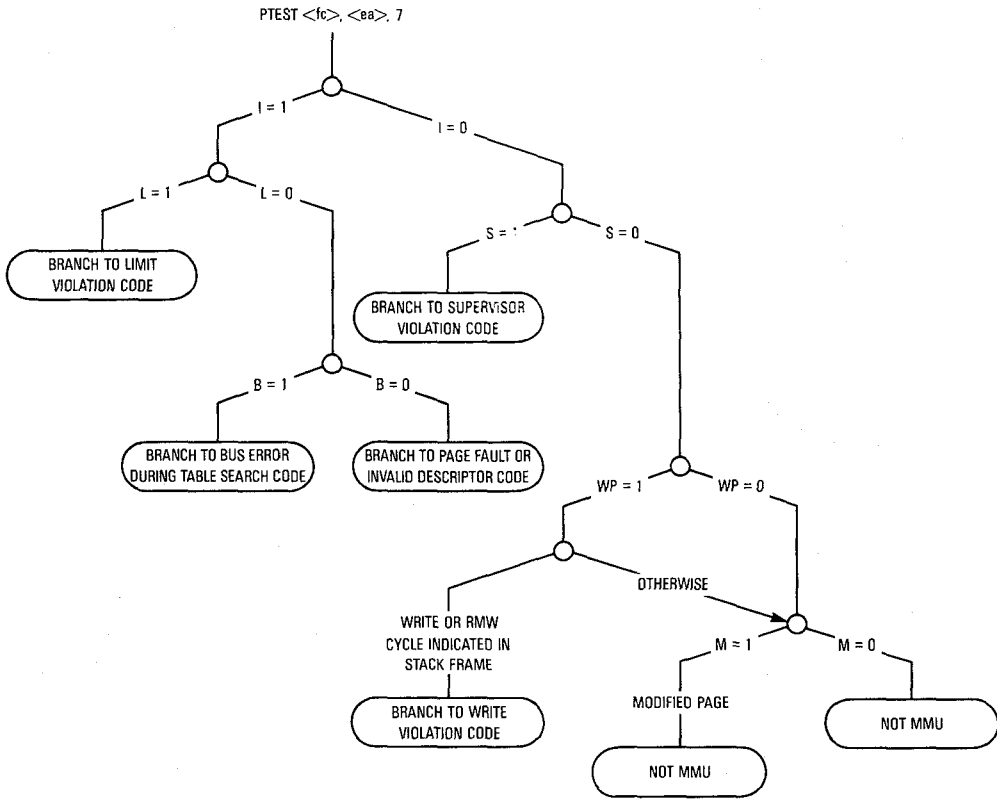 PTEST <fc>, <ea>, 7
I = 1
I = 0
L = 1
L = 0
S = 1
S = 0
BRANCH TO LIMIT
VIOLATION CODE
BRANCH TO SUPERVISOR
VIOLATION CODE
B = 1
B = 0
BRANCH TO BUS ERROR
DURING TABLE SEARCH CODE
BRANCH TO PAGE FAULT OR
INVALID DESCRIPTOR CODE
WP = 1
WP = 0
OTHERWISE
WRITE OR RMW
CYCLE INDICATED IN
STACK FRAME
M = 1
M = 0
BRANCH TO WRITE
VIOLATION CODE
MODIFIED PAGE
NOT MMU
NOT MMU